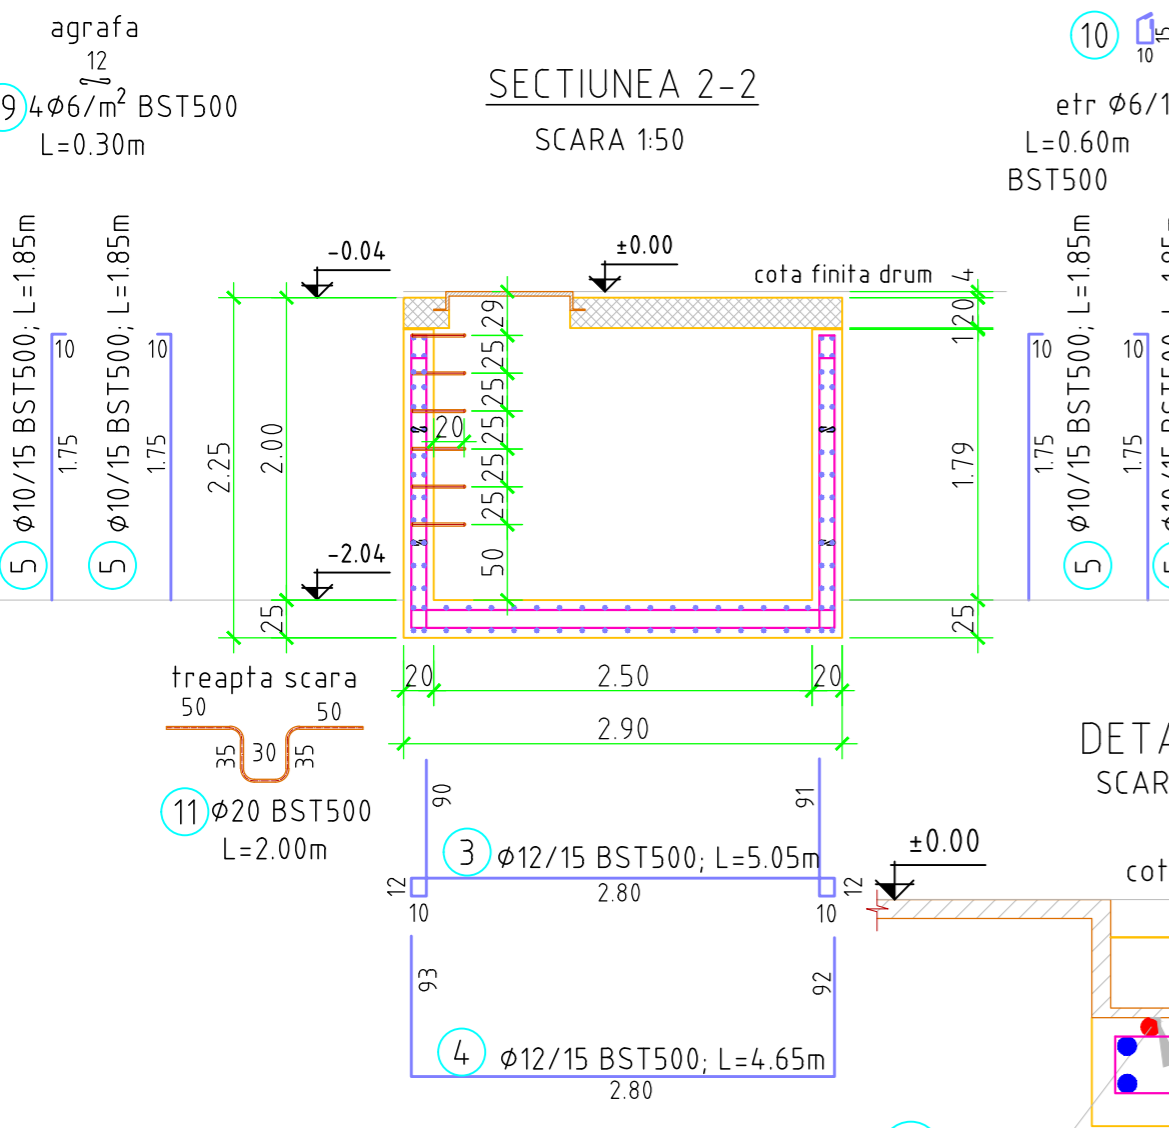 agrafa
12
9 4Φ6/m² BST500
L=0.30m
SECTIUNEA 2-2
SCARA 1:50
10
15
10
etr Φ6/1
L=0.60m
BST500
5 Φ10/15 BST500; L=1.85m
10
1.75
5 Φ10/15 BST500; L=1.85m
10
1.75
-0.04
±0.00
cota finita drum
4
20
1.79
25
2.25
2.00
25
-2.04
29
25
25
25
25
25
50
20
10
1.75
5 Φ10/15 BST500; L=1.85m
10
1.75
20
2.50
20
2.90
treapta scara
50
50
35
30
35
11 Φ20 BST500
L=2.00m
90
91
3 Φ12/15 BST500; L=5.05m
12
2.80
12
10
10
93
92
4 Φ12/15 BST500; L=4.65m
2.80
±0.00